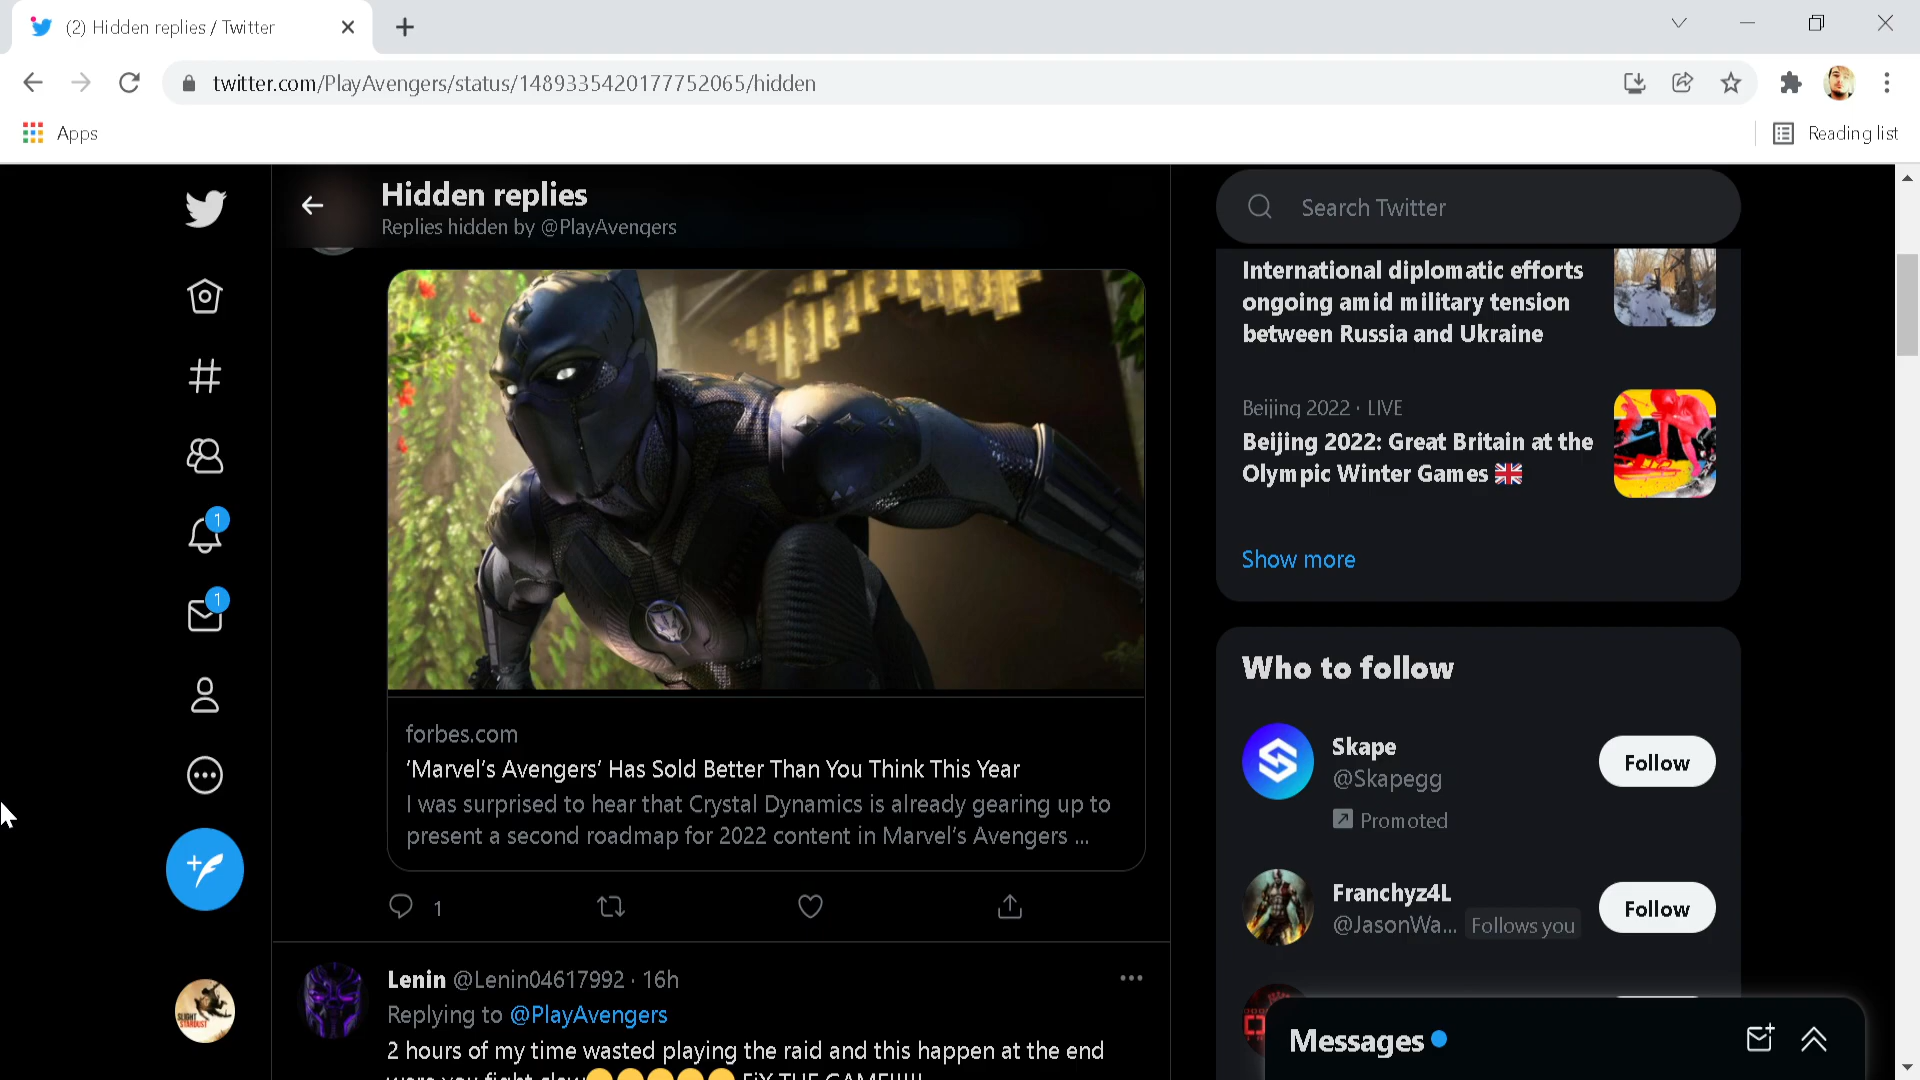 (2) Hidden replies / Twitter
twitter.com/PlayAvengers/status/1489335420177752065/hidden
Apps
Reading list
Hidden replies
Replies hidden by @PlayAvengers
forbes.com
‘Marvel’s Avengers’ Has Sold Better Than You Think This Year
I was surprised to hear that Crystal Dynamics is already gearing up to
present a second roadmap for 2022 content in Marvel’s Avengers ...
1
Lenin @Lenin04617992 · 16h
Replying to @PlayAvengers
2 hours of my time wasted playing the raid and this happen at the end
1
1
SLIGHT
STARDUST
Search Twitter
International diplomatic efforts
ongoing amid military tension
between Russia and Ukraine
Beijing 2022 · LIVE
Beijing 2022: Great Britain at the
Olympic Winter Games 🇬🇧
Show more
Who to follow
Skape
@Skapegg
Promoted
Follow
Franchyz4L
@JasonWa... Follows you
Follow
Messages